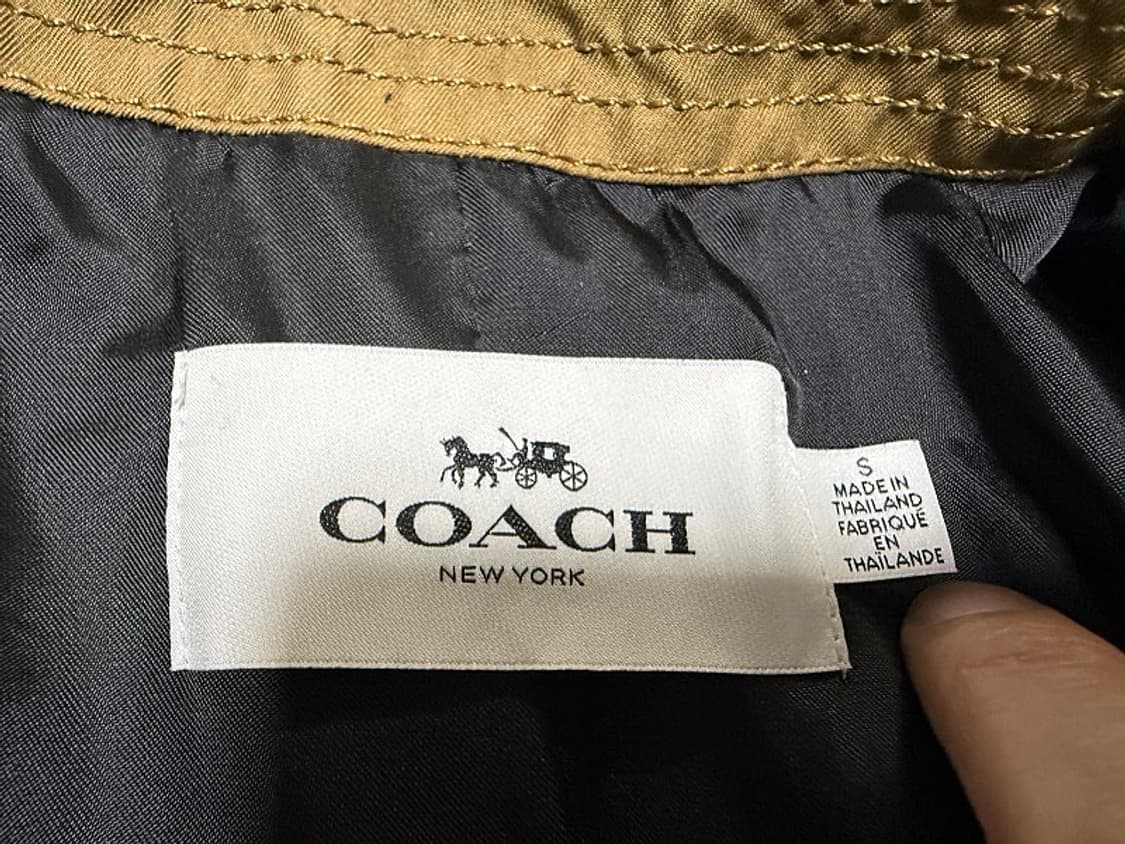 COACH
NEW YORK
S
MADE IN
THAILAND
FABRIQUÉ
EN
THAÏLANDE